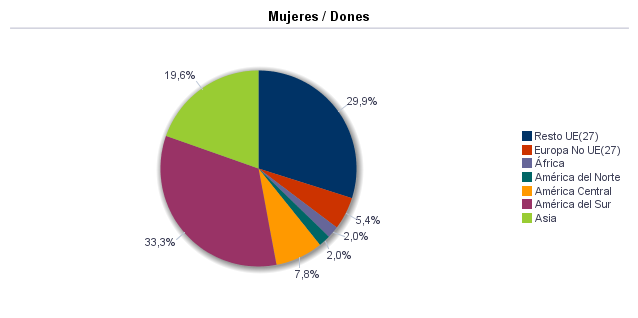 Mujeres / Dones
19,6%
29,9%
5,4%
2,0%
2,0%
7,8%
33,3%
Resto UE(27)
Europa No UE(27)
África
América del Norte
América Central
América del Sur
Asia